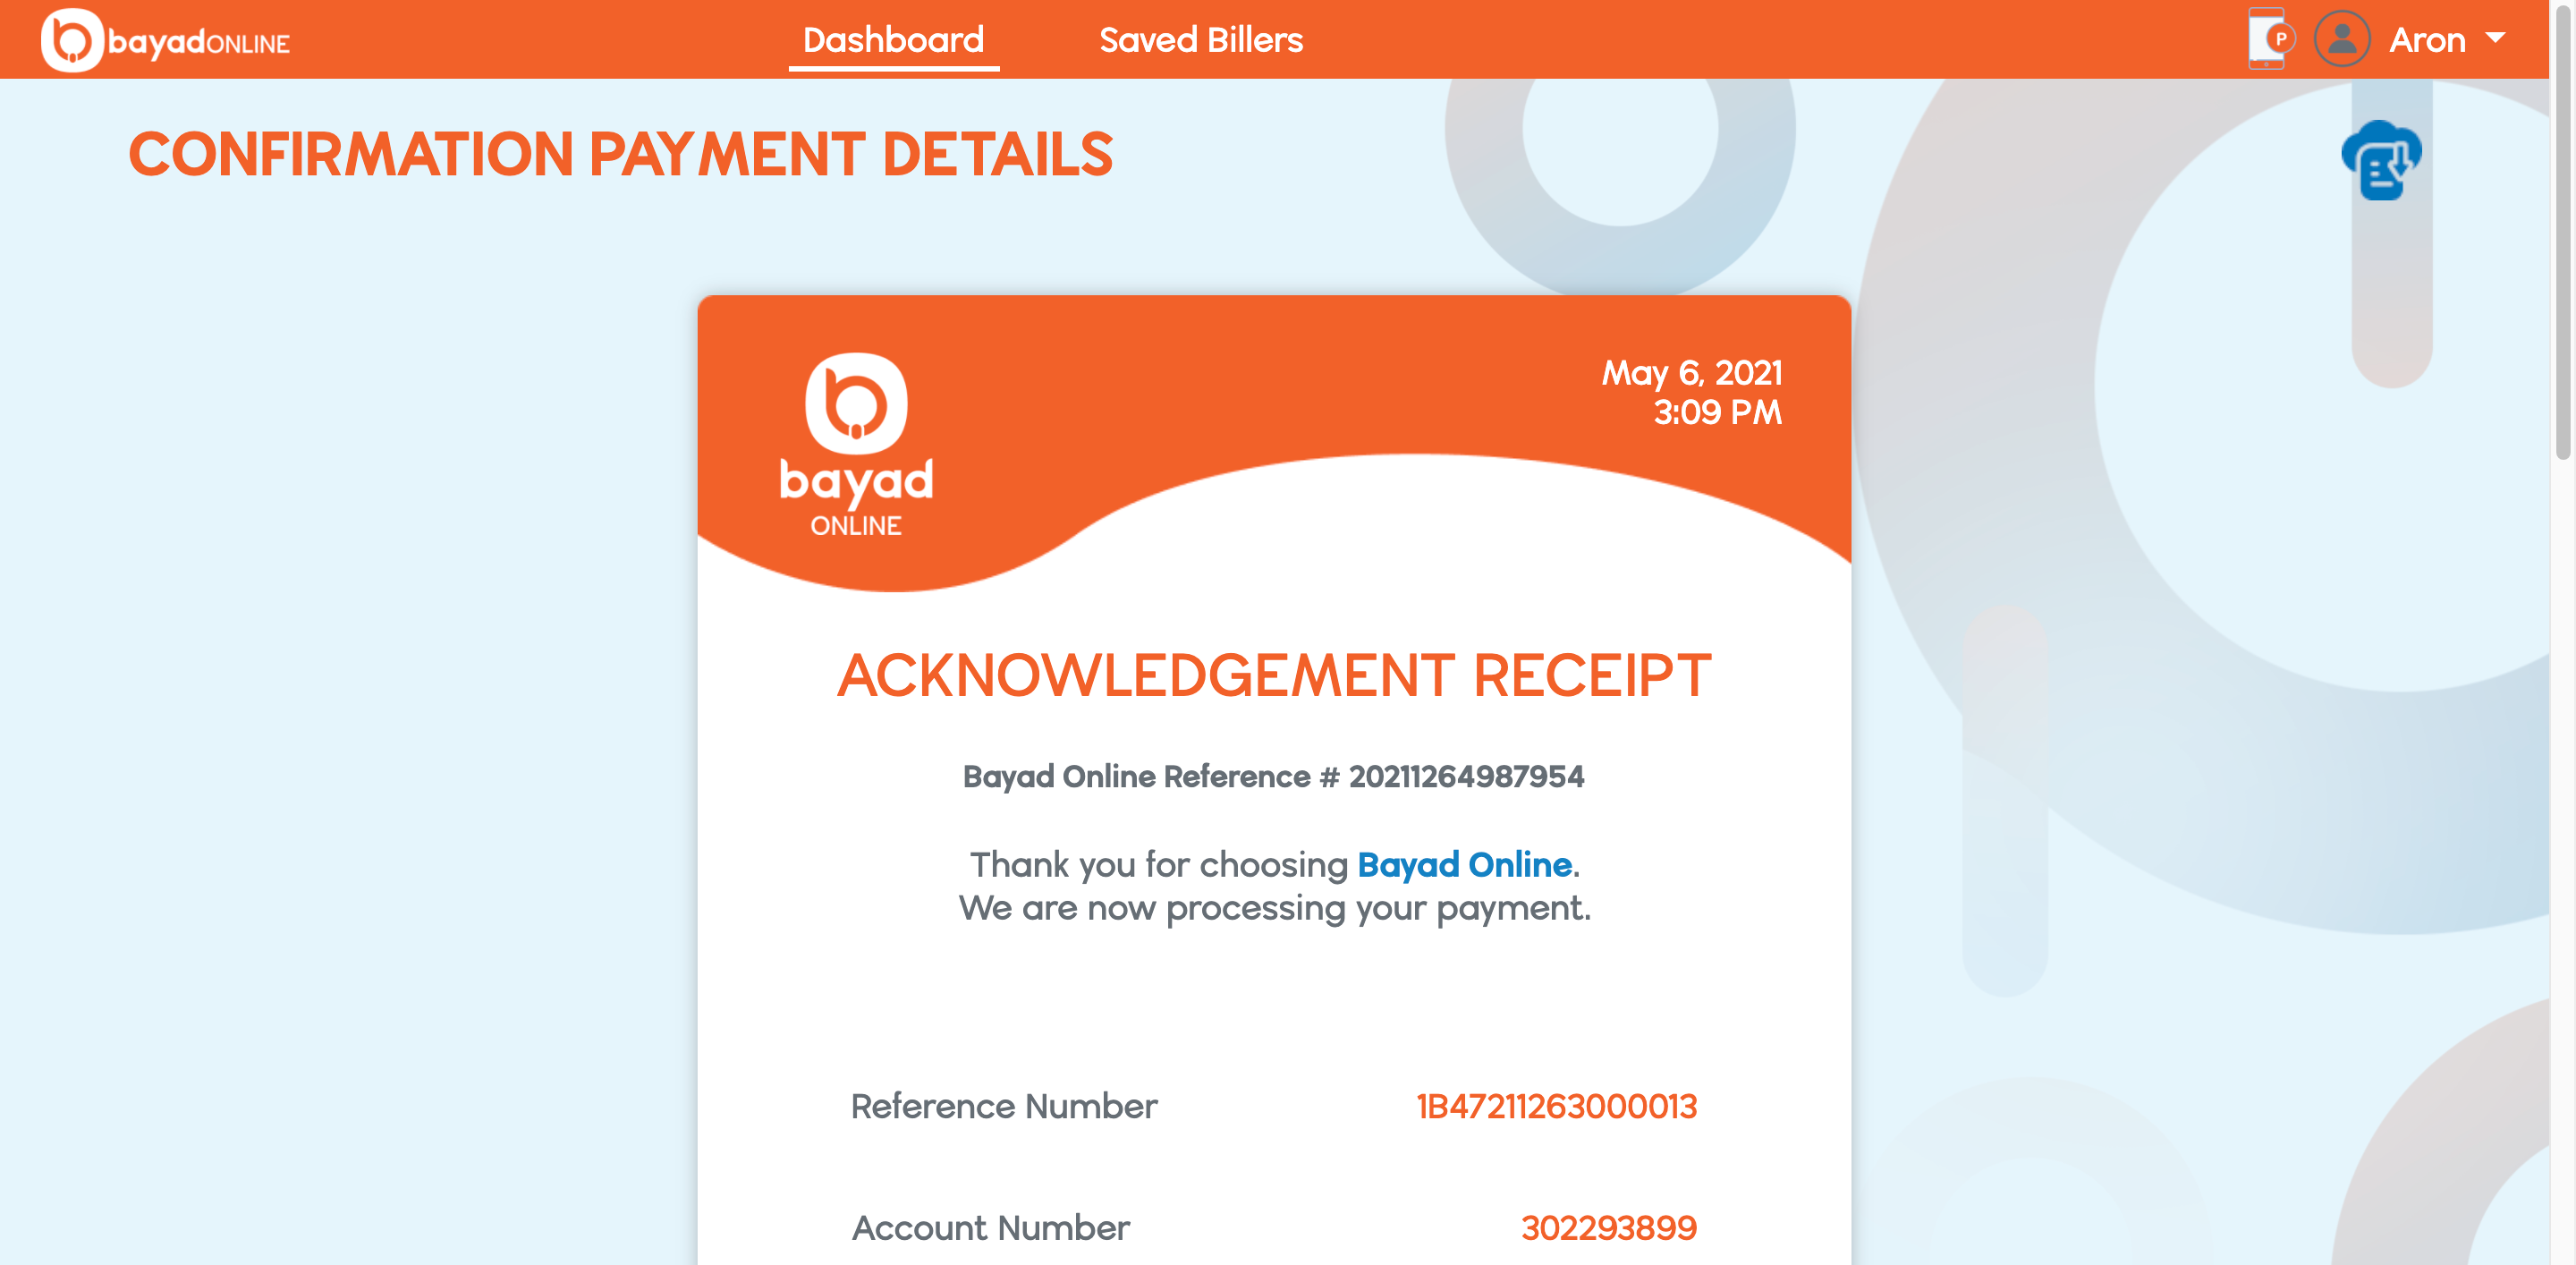 bayadONLINE
Dashboard
Saved Billers
P
Aron
CONFIRMATION PAYMENT DETAILS
bayad
ONLINE
May 6, 2021
3:09 PM
ACKNOWLEDGEMENT RECEIPT
Bayad Online Reference # 20211264987954
Thank you for choosing Bayad Online.
We are now processing your payment.
Reference Number 1B47211263000013
Account Number 302293899